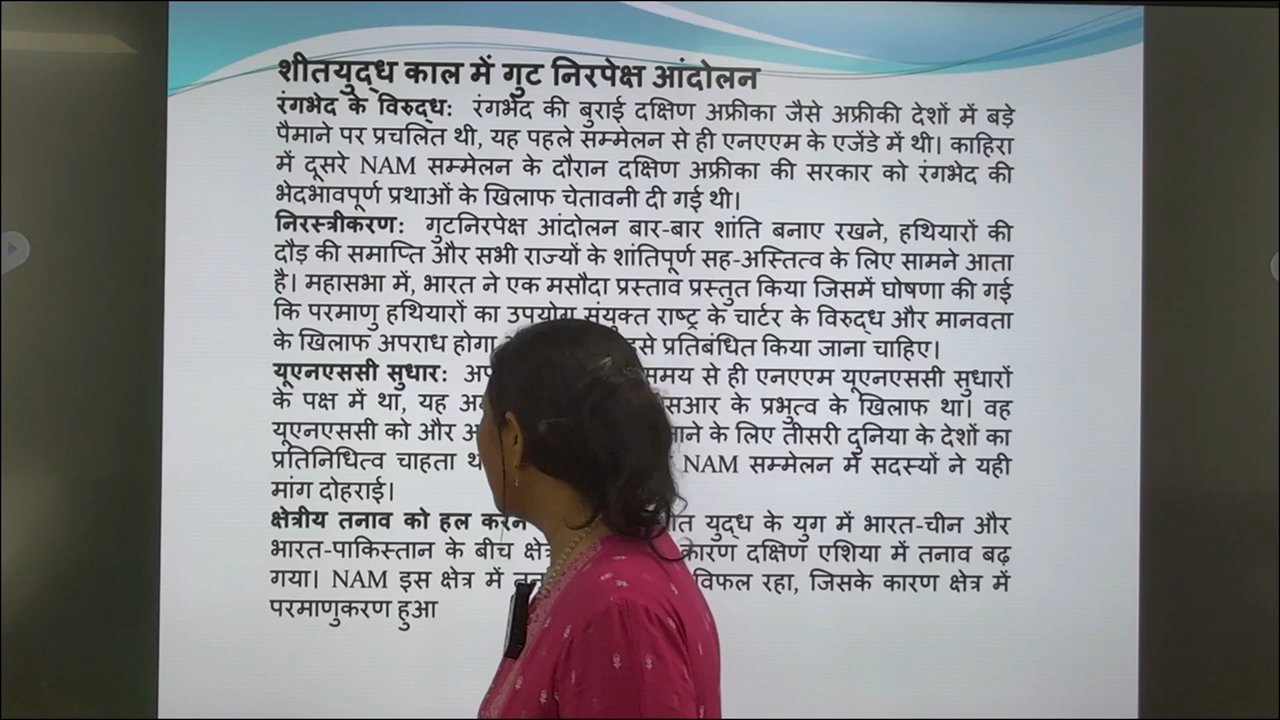 शीतयुद्ध काल में गुट निरपेक्ष आंदोलन
रंगभेद के विरुद्ध: रंगभेद की बुराई दक्षिण अफ्रीका जैसे अफ्रीकी देशों में बड़े
पैमाने पर प्रचलित थी, यह पहले सम्मेलन से ही एनएएम के एजेंडे में थी। काहिरा
में दूसरे NAM सम्मेलन के दौरान दक्षिण अफ्रीका की सरकार को रंगभेद की
भेदभावपूर्ण प्रथाओं के खिलाफ चेतावनी दी गई थी।
निरस्त्रीकरण: गुटनिरपेक्ष आंदोलन बार-बार शांति बनाए रखने, हथियारों की
दौड़ की समाप्ति और सभी राज्यों के शांतिपूर्ण सह-अस्तित्व के लिए सामने आता
है। महासभा में, भारत ने एक मसौदा प्रस्ताव प्रस्तुत किया जिसमें घोषणा की गई
कि परमाणु हथियारों का उपयोग संयुक्त राष्ट्र के चार्टर के विरुद्ध और मानवता
के खिलाफ अपराध होगा इसे प्रतिबंधित किया जाना चाहिए।
यूएनएससी सुधार: समय से ही एनएएम यूएनएससी सुधारों
के पक्ष में था, यह के प्रभुत्व के खिलाफ था। वह
यूएनएससी को और के लिए तीसरी दुनिया के देशों का
प्रतिनिधित्व चाहता NAM सम्मेलन में सदस्यों ने यही
मांग दोहराई।
क्षेत्रीय तनाव को हल करने युद्ध के युग में भारत-चीन और
भारत-पाकिस्तान के बीच कारण दक्षिण एशिया में तनाव बढ़
गया। NAM इस क्षेत्र में विफल रहा, जिसके कारण क्षेत्र में
परमाणुकरण हुआ